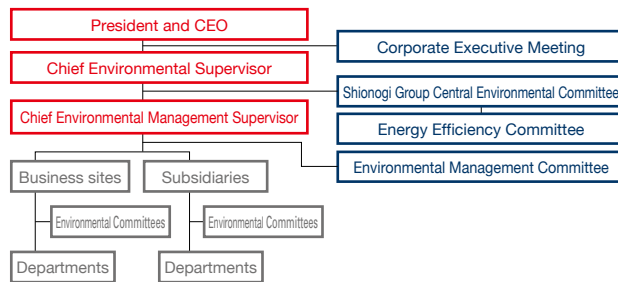 President and CEO
Corporate Executive Meeting
Chief Environmental Supervisor
Shionogi Group Central Environmental Committee
Chief Environmental Management Supervisor
Energy Efficiency Committee
Environmental Management Committee
Business sites
Subsidiaries
Environmental Committees
Environmental Committees
Departments
Departments